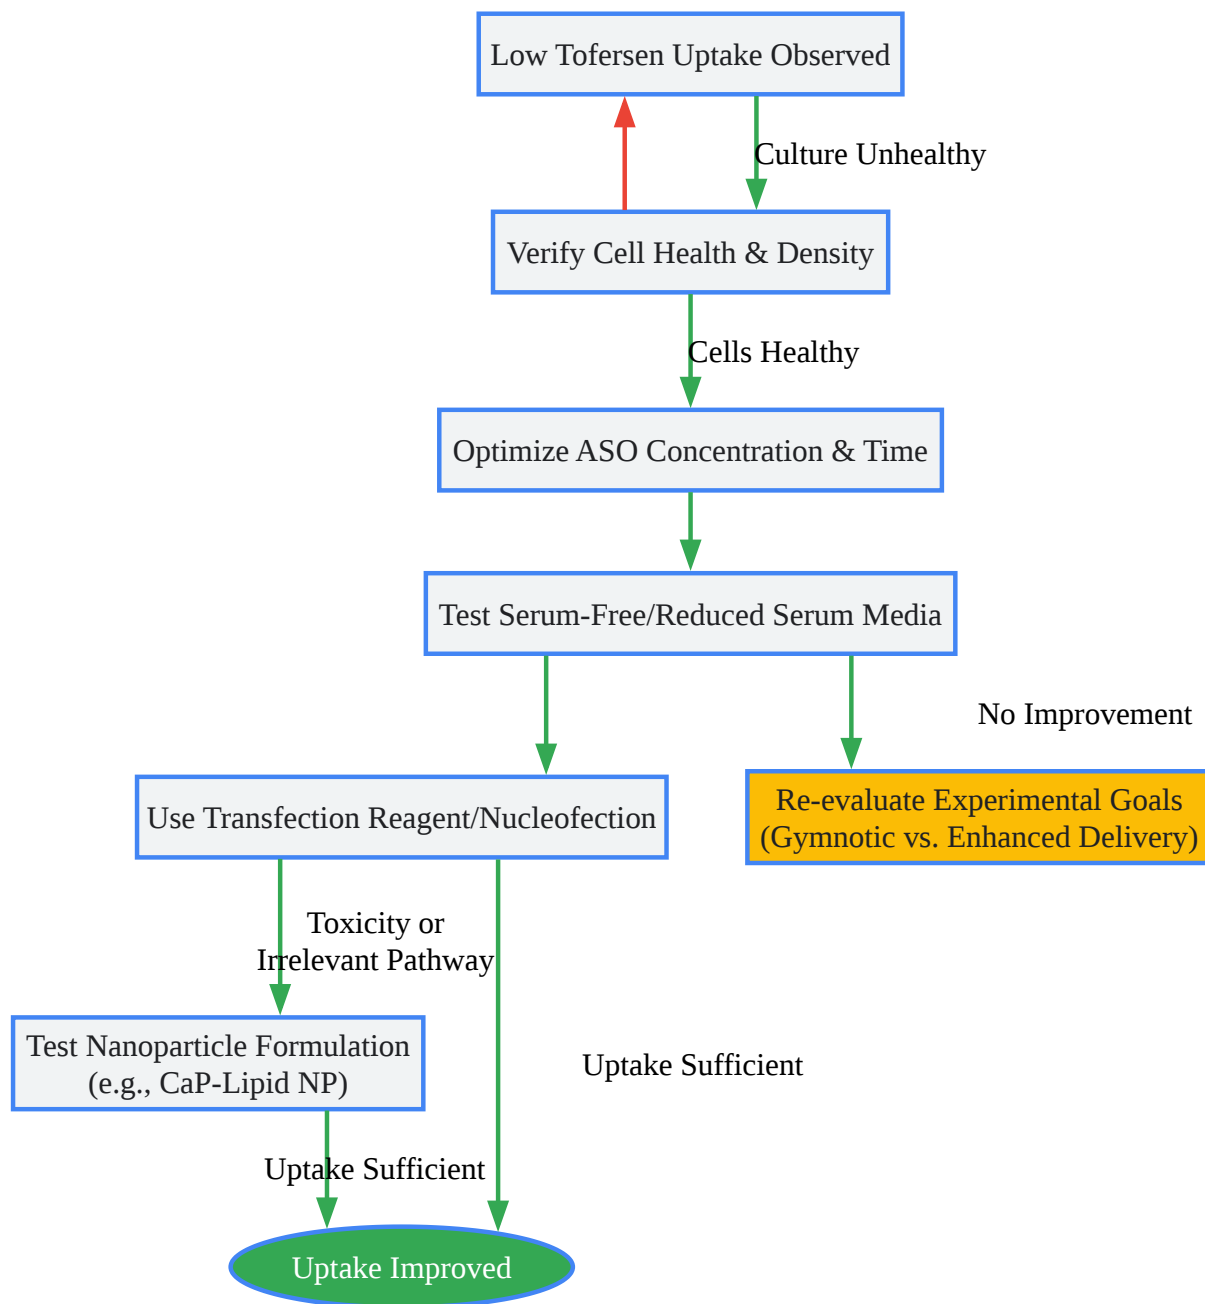 Low Tofersen Uptake Observed
Culture Unhealthy
Verify Cell Health & Density
Cells Healthy
Optimize ASO Concentration & Time
Test Serum-Free/Reduced Serum Media
No Improvement
Use Transfection Reagent/Nucleofection
Re-evaluate Experimental Goals
(Gymnotic vs. Enhanced Delivery)
Toxicity or
Irrelevant Pathway
Test Nanoparticle Formulation
(e.g., CaP-Lipid NP)
Uptake Sufficient
Uptake Sufficient
Uptake Improved